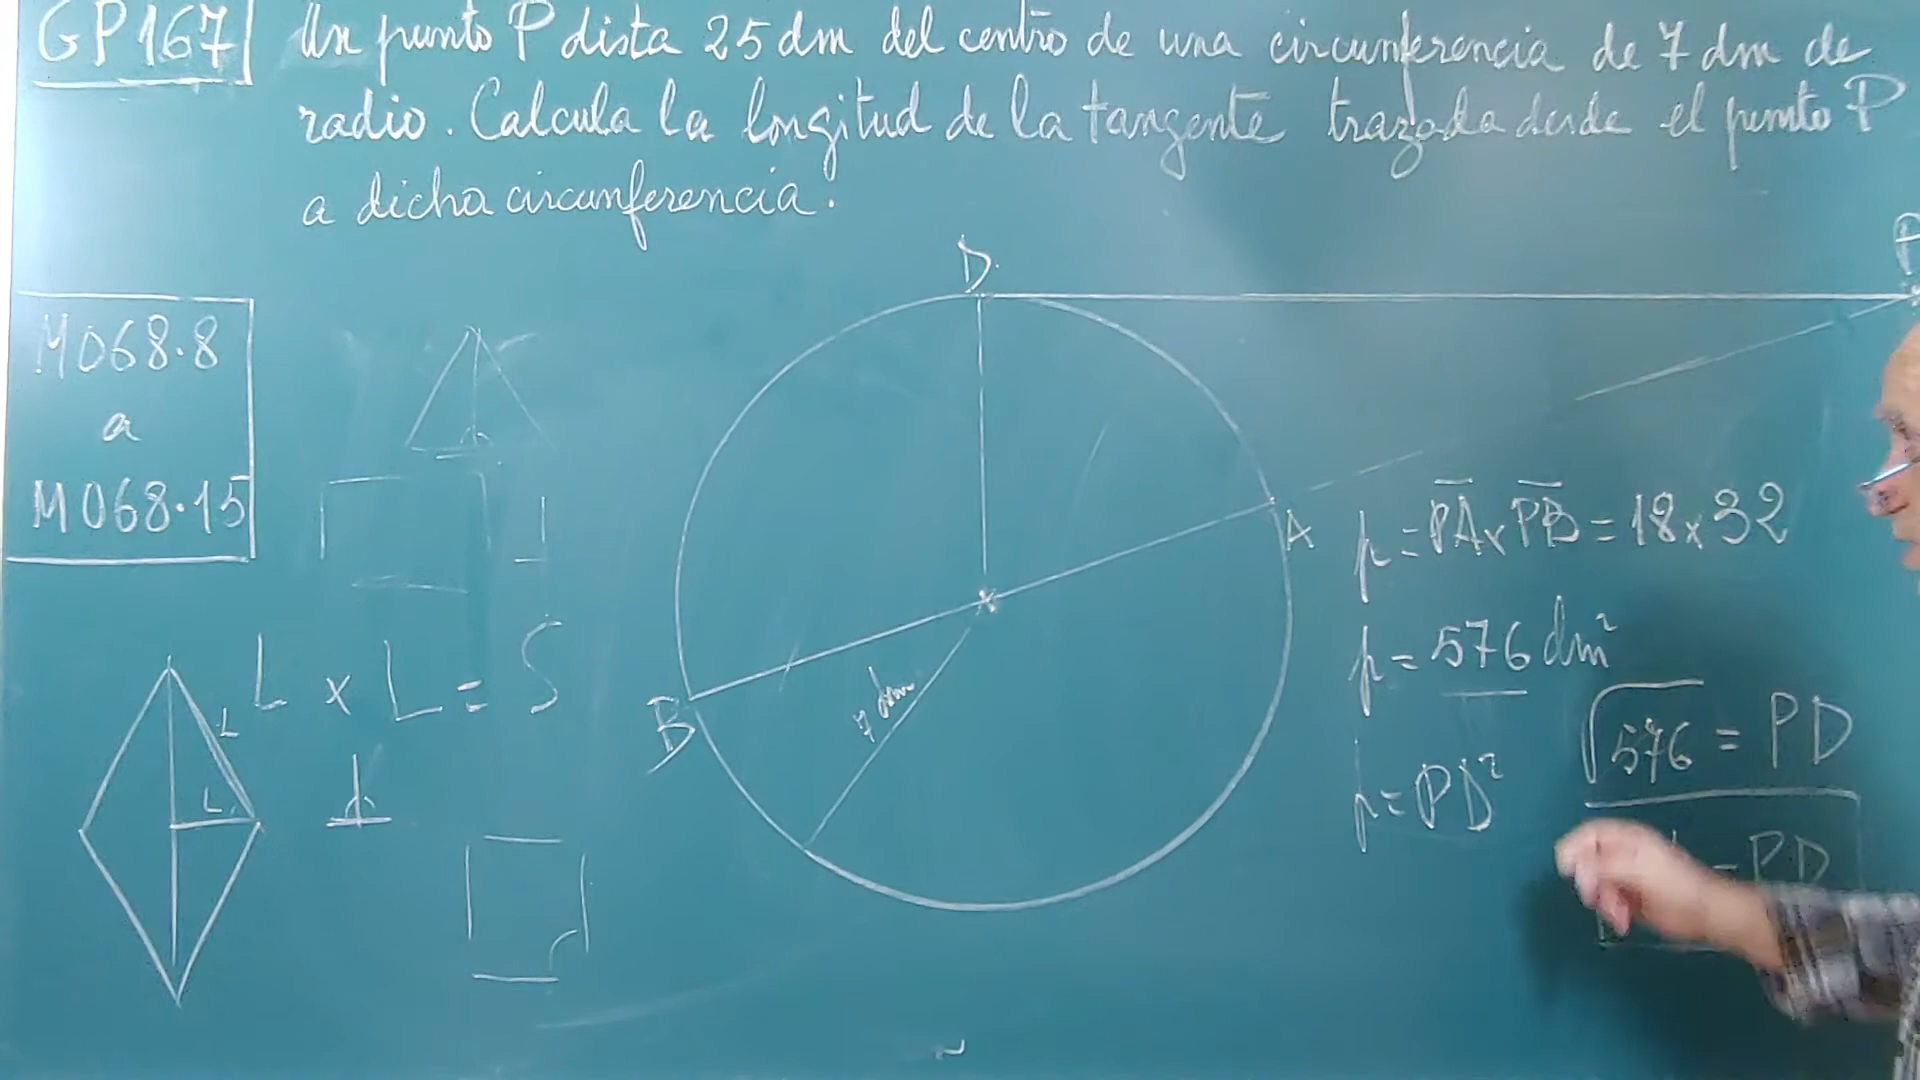 GP167
Un punto P dista 25 dm del centro de una circunferencia de 7 dm de
radio. Calcula la longitud de la tangente trazada desde el punto P
a dicha circunferencia.
P
D
M068.8
a
M068.15
A
B
7 dm
p = PA x PB = 18 x 32
p = 576 dm²
p = PD²
√576 = PD
= PD
L x L = S
L
L